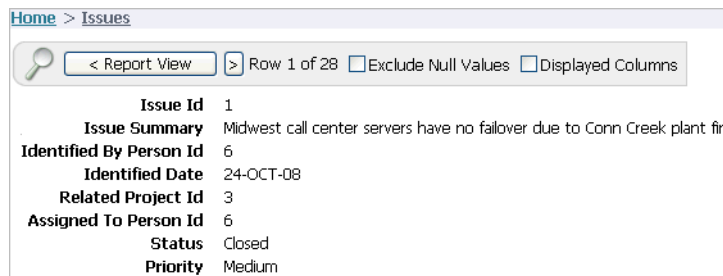 Home > Issues
< Report View > Row 1 of 28 Exclude Null Values Displayed Columns
Issue Id 1
Issue Summary Midwest call center servers have no failover due to Conn Creek plant fir
Identified By Person Id 6
Identified Date 24-OCT-08
Related Project Id 3
Assigned To Person Id 6
Status Closed
Priority Medium